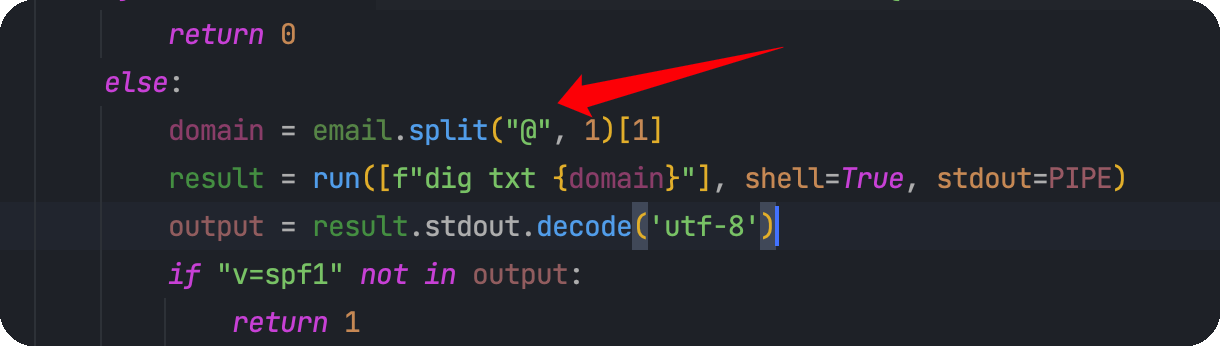 return 0
else:
domain = email.split("@", 1)[1]
result = run([f"dig txt {domain}"], shell=True, stdout=PIPE)
output = result.stdout.decode('utf-8')
if "v=spf1" not in output:
return 1